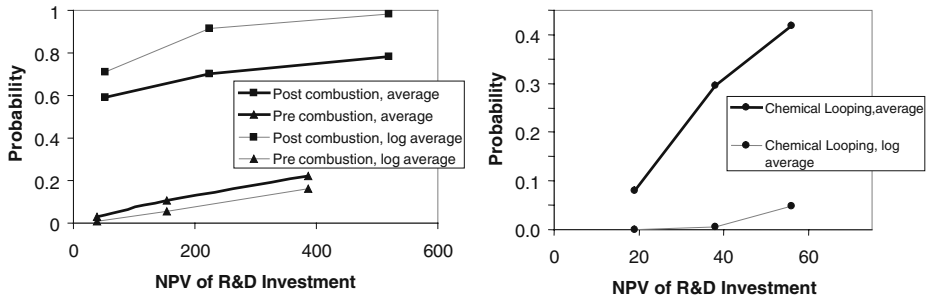 1
0.8
0.6
0.4
0.2
0
Probability
0
200
400
600
NPV of R&D Investment
Post combustion, average
Pre combustion, average
Post combustion, log average
Pre combustion, log average
0.4
0.3
0.2
0.1
0.0
Probability
0
20
40
60
NPV of R&D Investment
Chemical Looping,average
Chemical Looping, log
average